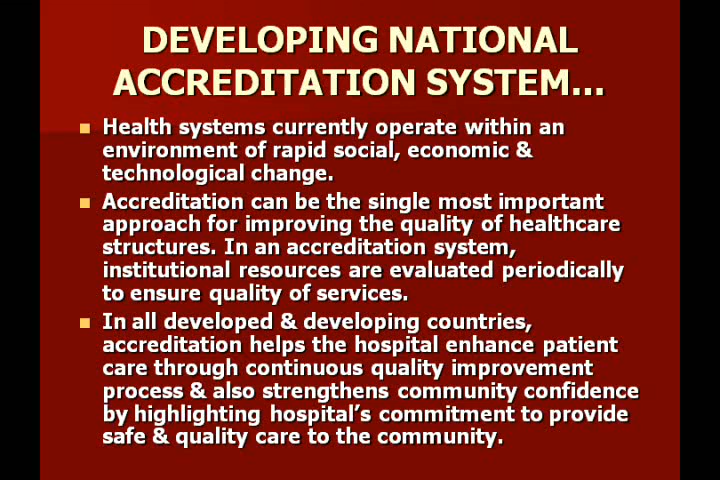 DEVELOPING NATIONAL
ACCREDITATION SYSTEM...
Health systems currently operate within an
environment of rapid social, economic &
technological change.
Accreditation can be the single most important
approach for improving the quality of healthcare
structures. In an accreditation system,
institutional resources are evaluated periodically
to ensure quality of services.
In all developed & developing countries,
accreditation helps the hospital enhance patient
care through continuous quality improvement
process & also strengthens community confidence
by highlighting hospital's commitment to provide
safe & quality care to the community.